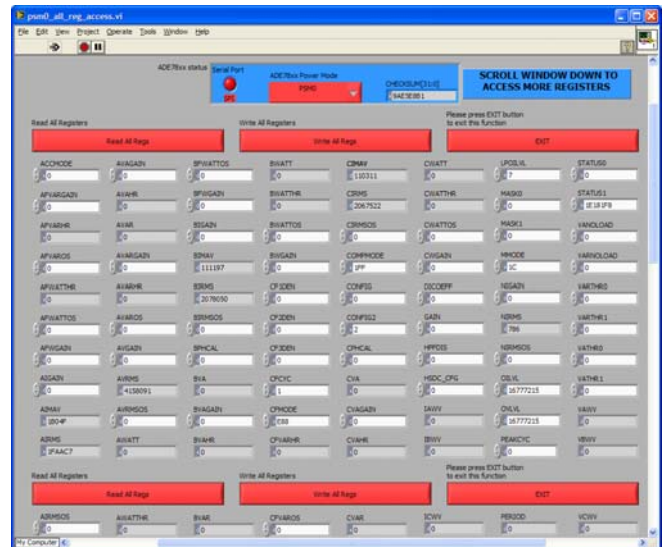 psm0_all_reg_access.vi
File Edit View Project Operate Tools Window Help
ADE78xx status
Serial Port
SPI
ADE78xx Power Mode
PSM0
CHECKSUM[31:0]
9AE5E8B1
SCROLL WINDOW DOWN TO
ACCESS MORE REGISTERS
Read All Registers
Write All Registers
Please press EXIT button
to exit this function
Read All Regs
Write All Regs
EXIT
ACCMODE AVAGAIN BFWATTOS BWATT CIMAV CWATT LPOILVL STATUS0
0 0 0 0 110311 0 7 0
AFVARGAIN AVAHR BFWGAIN BWATTHR CIRMS CWATTHR MASK0 STATUS1
0 0 0 0 2067522 0 0
AFVARHR AVAR BIGAIN BWATTOS CIRMSOS CWATTOS MASK1 VANOLOAD
0 0 0 0 0 0 0 0
AFVAROS AVARGAIN BIMAV BWGAIN COMPMODE CWGAIN MMODE VARNOLOAD
0 0 111197 0 1FF 0 1C 0
AFWATTHR AVARHR BIRMS CF1DEN CONFIG DICOEFF NIGAIN VARTHR0
0 0 2078050 0 0 0 0 0
AFWATTOS AVAROS BIRMSOS CF2DEN CONFIG2 GAIN NIRMS VARTHR1
0 0 0 0 2 0 786 0
AFWGAIN AVGAIN BPHCAL CF3DEN CPHCAL HPFDIS NIRMSOS VATHR0
0 0 0 0 0 0 0 0
AIGAIN AVRMS BVA CFCYC CVA HSDC_CFG OILVL VATHR1
0 4158091 0 1 0 0 16777215 0
AIMAV AVRMSOS BVAGAIN CFMODE CVAGAIN IAWV OVLVL VAWV
1B04F 0 0 E88 0 0 16777215 0
AIRMS AWATT BVAHR CFVARHR CVAHR IBWV PEAKCYC VBWV
1FAAC7 0 0 0 0 0 0 0
Read All Registers
Write All Registers
Please press EXIT button
to exit this function
Read All Regs
Write All Regs
EXIT
AIRMSOS AWATTHR BVAR CFVAROS CVAR ICWV PERIOD VCWV
0 0 0 0 0 0 0 0
My Computer